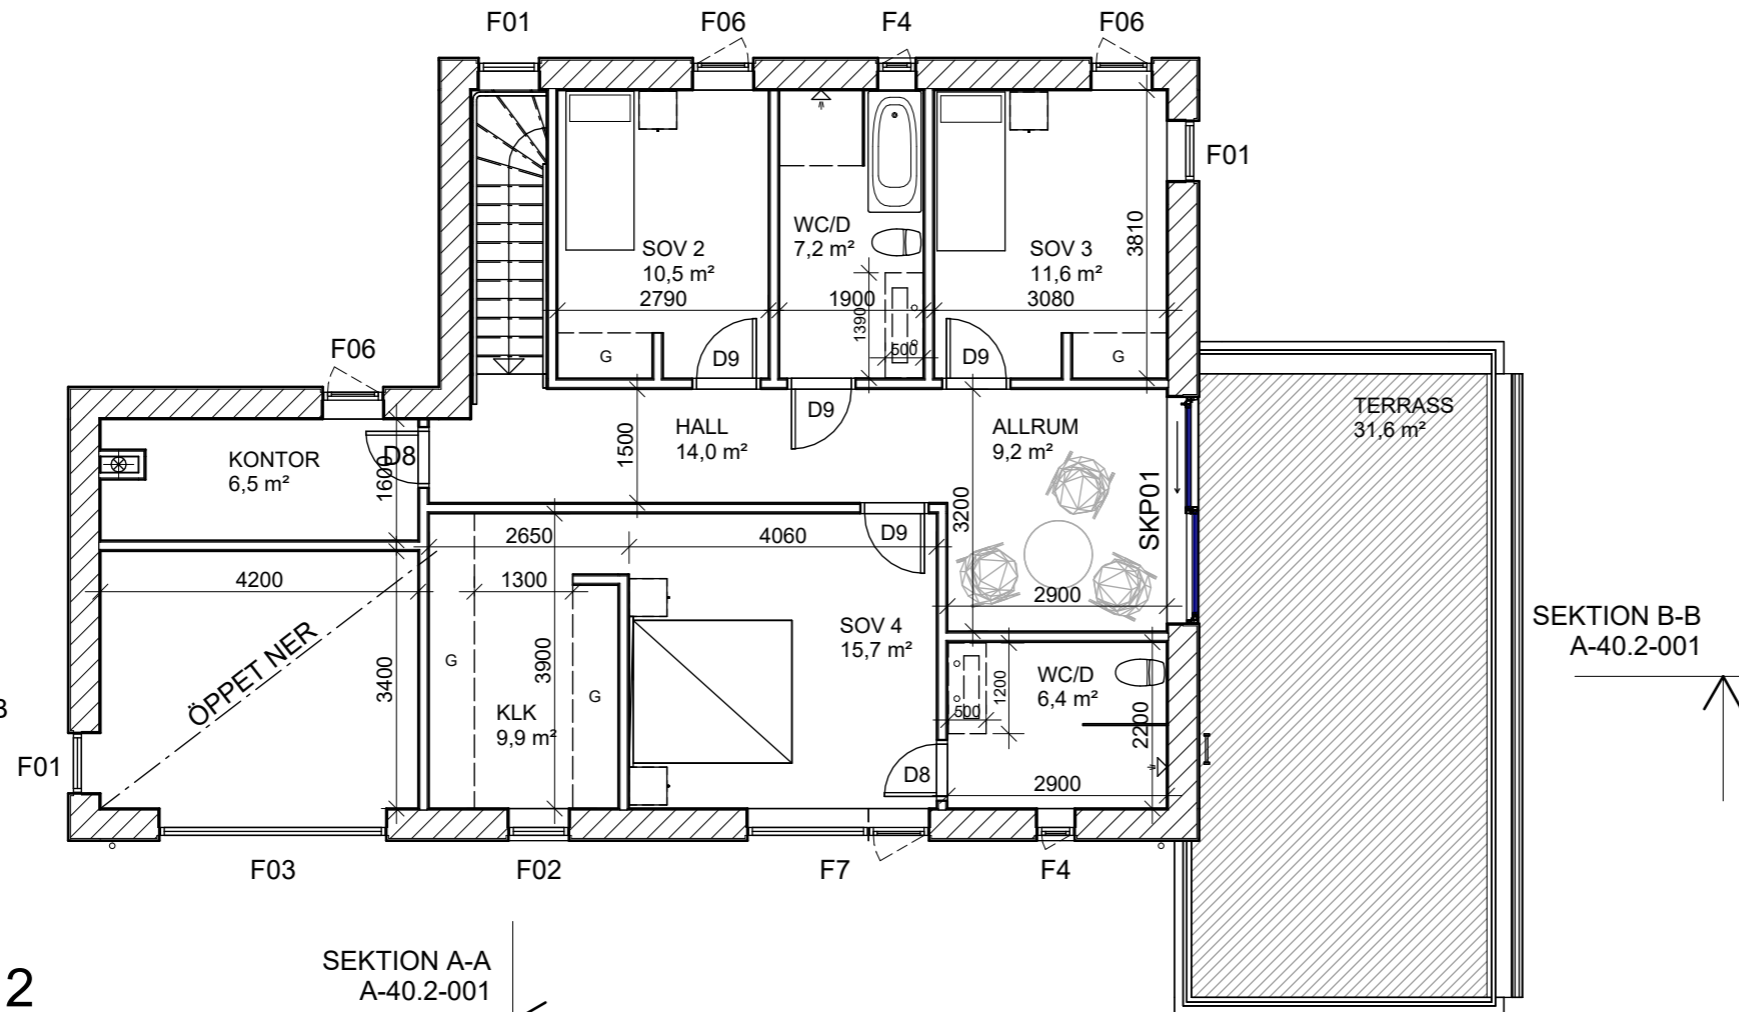 F01
F06
F4
F06
F01
WC/D
7,2 m²
SOV 2
10,5 m²
SOV 3
11,6 m²
3810
2790
1900
3080
1390
500
G
D9
D9
G
F06
D9
HALL
14,0 m²
ALLRUM
9,2 m²
TERRASS
31,6 m²
1500
D8
1600
KONTOR
6,5 m²
3200
SKP01
2650
4060
D9
4200
1300
2900
SEKTION B-B
A-40.2-001
ÖPPET NER
3400
G
3900
G
SOV 4
15,7 m²
WC/D
6,4 m²
1200
500
2200
KLK
9,9 m²
F01
D8
2900
F03
F02
F7
F4
SEKTION A-A
A-40.2-001
2